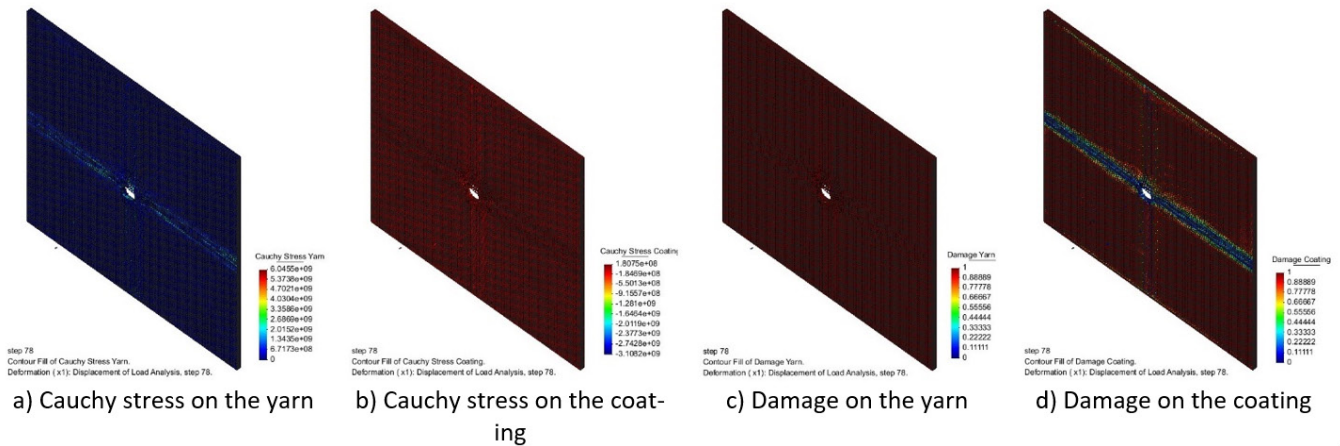 Cauchy Stress Yarn
6.0455e+09
5.3738e+09
4.7021e+09
4.0304e+09
3.3586e+09
2.6869e+09
2.0152e+09
1.3435e+09
6.7173e+08
0
step 78
Contour Fill of Cauchy Stress Yarn.
Deformation ( x1): Displacement of Load Analysis, step 78.
a) Cauchy stress on the yarn
Cauchy Stress Coating
1.8075e+08
-1.8469e+08
-5.5013e+08
-9.1557e+08
-1.281e+09
-1.6464e+09
-2.0119e+09
-2.3773e+09
-2.7428e+09
-3.1082e+09
step 78
Contour Fill of Cauchy Stress Coating.
Deformation ( x1): Displacement of Load Analysis, step 78.
b) Cauchy stress on the coat-
ing
Damage Yarn
1
0.88889
0.77778
0.66667
0.55556
0.44444
0.33333
0.22222
0.11111
0
step 78
Contour Fill of Damage Yarn.
Deformation ( x1): Displacement of Load Analysis, step 78.
c) Damage on the yarn
Damage Coating
1
0.88889
0.77778
0.66667
0.55556
0.44444
0.33333
0.22222
0.11111
0
step 78
Contour Fill of Damage Coating.
Deformation ( x1): Displacement of Load Analysis, step 78.
d) Damage on the coating